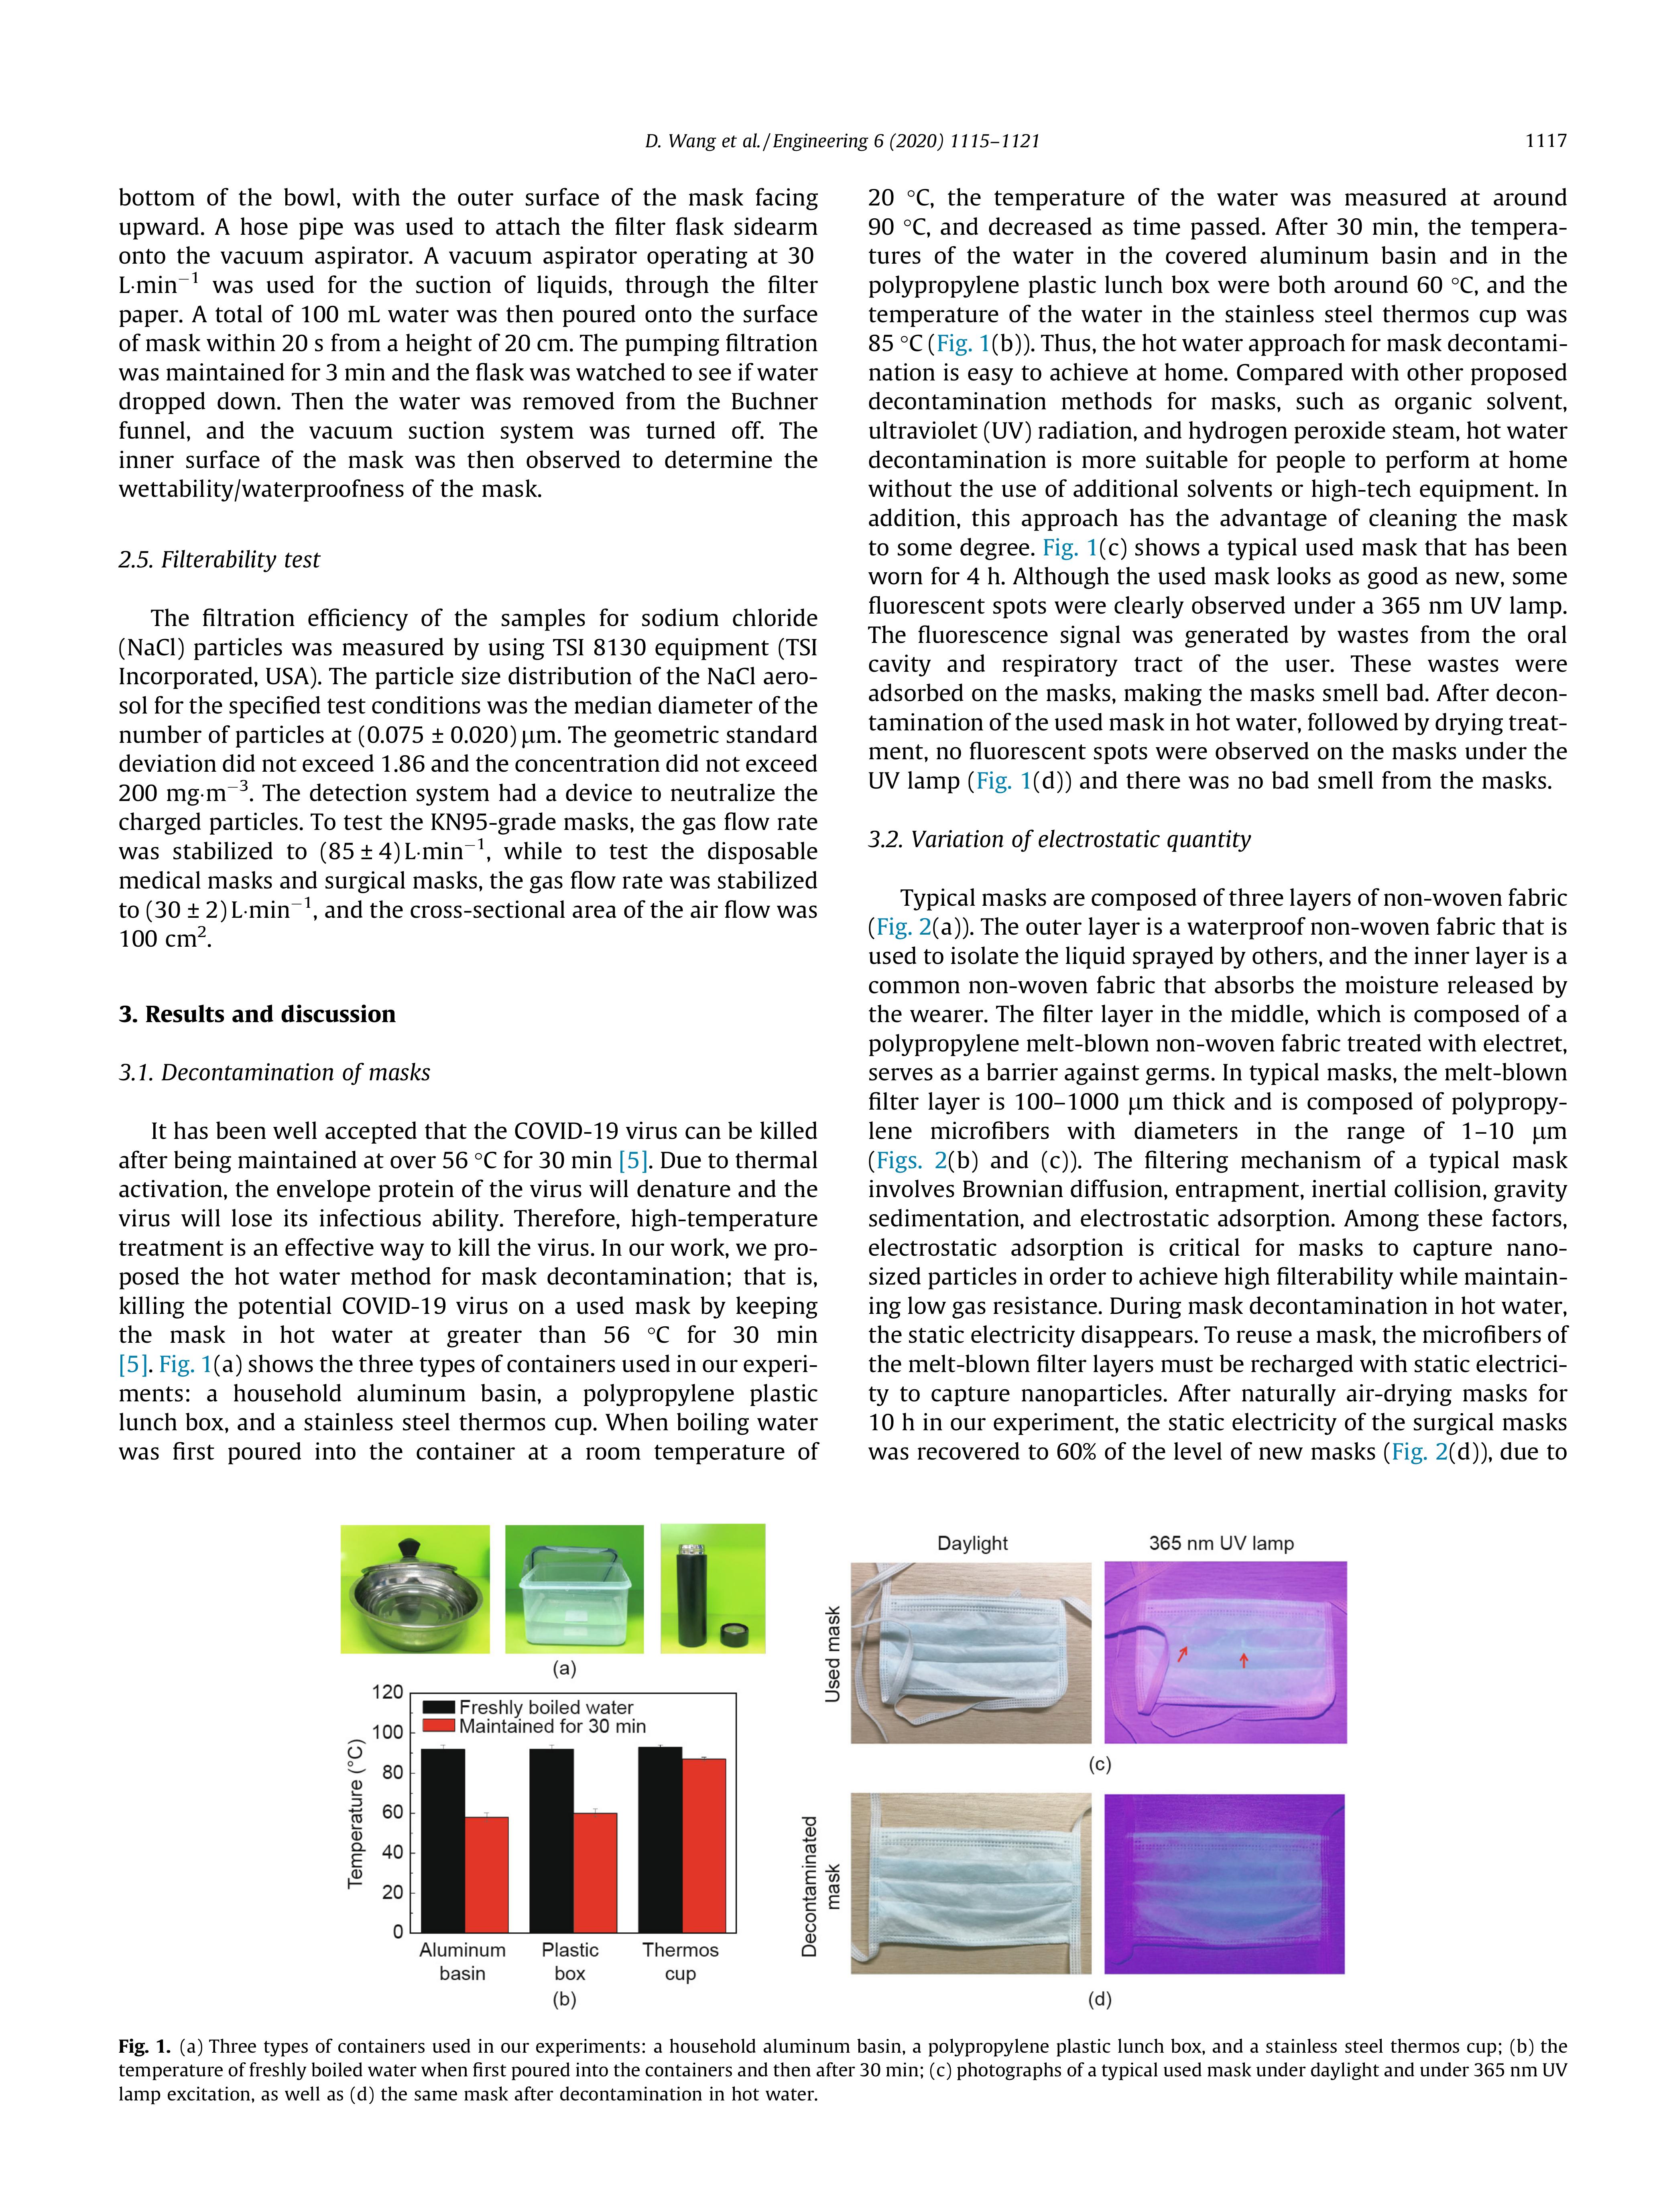 D. Wang et al. / Engineering 6 (2020) 1115–1121
1117
bottom of the bowl, with the outer surface of the mask facing
upward. A hose pipe was used to attach the filter flask sidearm
onto the vacuum aspirator. A vacuum aspirator operating at 30
L·min⁻¹ was used for the suction of liquids, through the filter
paper. A total of 100 mL water was then poured onto the surface
of mask within 20 s from a height of 20 cm. The pumping filtration
was maintained for 3 min and the flask was watched to see if water
dropped down. Then the water was removed from the Buchner
funnel, and the vacuum suction system was turned off. The
inner surface of the mask was then observed to determine the
wettability/waterproofness of the mask.
2.5. Filterability test
The filtration efficiency of the samples for sodium chloride
(NaCl) particles was measured by using TSI 8130 equipment (TSI
Incorporated, USA). The particle size distribution of the NaCl aero-
sol for the specified test conditions was the median diameter of the
number of particles at (0.075 ± 0.020) μm. The geometric standard
deviation did not exceed 1.86 and the concentration did not exceed
200 mg·m⁻³. The detection system had a device to neutralize the
charged particles. To test the KN95-grade masks, the gas flow rate
was stabilized to (85 ± 4) L·min⁻¹, while to test the disposable
medical masks and surgical masks, the gas flow rate was stabilized
to (30 ± 2) L·min⁻¹, and the cross-sectional area of the air flow was
100 cm².
3. Results and discussion
3.1. Decontamination of masks
It has been well accepted that the COVID-19 virus can be killed
after being maintained at over 56 °C for 30 min [5]. Due to thermal
activation, the envelope protein of the virus will denature and the
virus will lose its infectious ability. Therefore, high-temperature
treatment is an effective way to kill the virus. In our work, we pro-
posed the hot water method for mask decontamination; that is,
killing the potential COVID-19 virus on a used mask by keeping
the mask in hot water at greater than 56 °C for 30 min
[5]. Fig. 1(a) shows the three types of containers used in our experi-
ments: a household aluminum basin, a polypropylene plastic
lunch box, and a stainless steel thermos cup. When boiling water
was first poured into the container at a room temperature of
20 °C, the temperature of the water was measured at around
90 °C, and decreased as time passed. After 30 min, the tempera-
tures of the water in the covered aluminum basin and in the
polypropylene plastic lunch box were both around 60 °C, and the
temperature of the water in the stainless steel thermos cup was
85 °C (Fig. 1(b)). Thus, the hot water approach for mask decontami-
nation is easy to achieve at home. Compared with other proposed
decontamination methods for masks, such as organic solvent,
ultraviolet (UV) radiation, and hydrogen peroxide steam, hot water
decontamination is more suitable for people to perform at home
without the use of additional solvents or high-tech equipment. In
addition, this approach has the advantage of cleaning the mask
to some degree. Fig. 1(c) shows a typical used mask that has been
worn for 4 h. Although the used mask looks as good as new, some
fluorescent spots were clearly observed under a 365 nm UV lamp.
The fluorescence signal was generated by wastes from the oral
cavity and respiratory tract of the user. These wastes were
adsorbed on the masks, making the masks smell bad. After decon-
tamination of the used mask in hot water, followed by drying treat-
ment, no fluorescent spots were observed on the masks under the
UV lamp (Fig. 1(d)) and there was no bad smell from the masks.
3.2. Variation of electrostatic quantity
Typical masks are composed of three layers of non-woven fabric
(Fig. 2(a)). The outer layer is a waterproof non-woven fabric that is
used to isolate the liquid sprayed by others, and the inner layer is a
common non-woven fabric that absorbs the moisture released by
the wearer. The filter layer in the middle, which is composed of a
polypropylene melt-blown non-woven fabric treated with electret,
serves as a barrier against germs. In typical masks, the melt-blown
filter layer is 100–1000 μm thick and is composed of polypropy-
lene microfibers with diameters in the range of 1–10 μm
(Figs. 2(b) and (c)). The filtering mechanism of a typical mask
involves Brownian diffusion, entrapment, inertial collision, gravity
sedimentation, and electrostatic adsorption. Among these factors,
electrostatic adsorption is critical for masks to capture nano-
sized particles in order to achieve high filterability while maintain-
ing low gas resistance. During mask decontamination in hot water,
the static electricity disappears. To reuse a mask, the microfibers of
the melt-blown filter layers must be recharged with static electrici-
ty to capture nanoparticles. After naturally air-drying masks for
10 h in our experiment, the static electricity of the surgical masks
was recovered to 60% of the level of new masks (Fig. 2(d)), due to
(a)
120
100
80
60
40
20
0
Temperature (°C)
Freshly boiled water
Maintained for 30 min
Aluminum
basin
Plastic
box
Thermos
cup
(b)
Daylight
365 nm UV lamp
Used mask
(c)
Decontaminated
mask
(d)
Fig. 1. (a) Three types of containers used in our experiments: a household aluminum basin, a polypropylene plastic lunch box, and a stainless steel thermos cup; (b) the
temperature of freshly boiled water when first poured into the containers and then after 30 min; (c) photographs of a typical used mask under daylight and under 365 nm UV
lamp excitation, as well as (d) the same mask after decontamination in hot water.